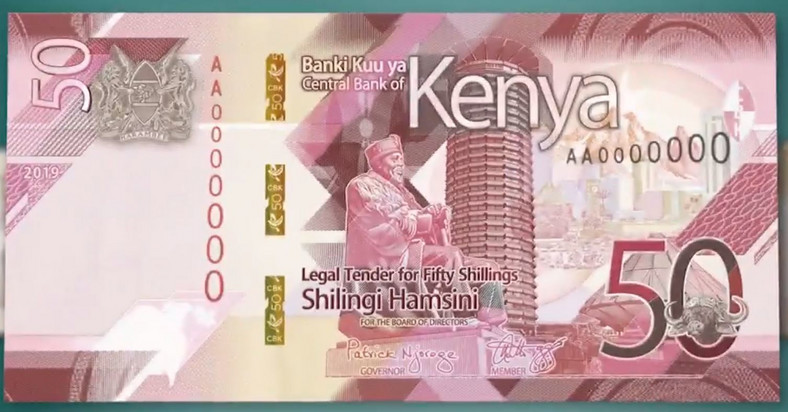 50
HARAMBEE
2019
AA0000000
CBK
50
CBK
50
CBK
50
CBK
Banki Kuu ya
Central Bank of
Kenya
AA0000000
Legal Tender for Fifty Shillings
Shilingi Hamsini
FOR THE BOARD OF DIRECTORS
Patrick Njoroge
GOVERNOR
MEMBER
50